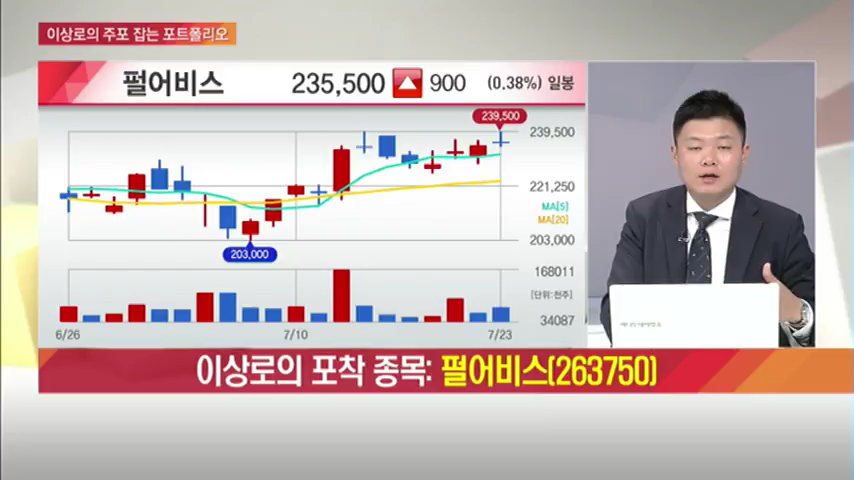 이상로의 주포 잡는 포트폴리오
펄어비스 235,500 ▲ 900 (0.38%) 일봉
239,500
239,500
221,250
MA[5]
MA[20]
203,000
203,000
168011
[단위:천주]
34087
6/26 7/10 7/23
이상로의 포착 종목: 펄어비스(263750)